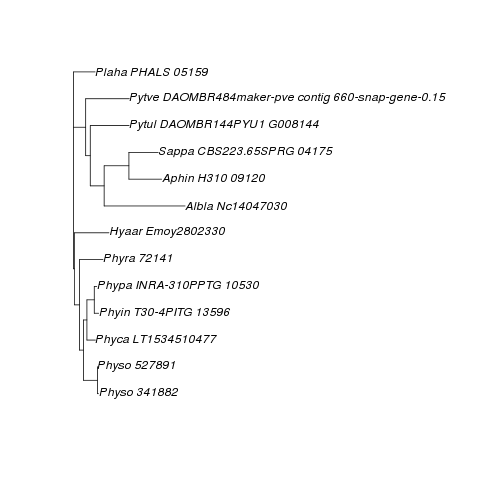 Plaha PHALS 05159
Pytve DAOMBR484maker-pve contig 660-snap-gene-0.15
Pytul DAOMBR144PYU1 G008144
Sappa CBS223.65SPRG 04175
Aphin H310 09120
Albla Nc14047030
Hyaar Emoy2802330
Phyra 72141
Phypa INRA-310PPTG 10530
Phyin T30-4PITG 13596
Phyca LT1534510477
Physo 527891
Physo 341882